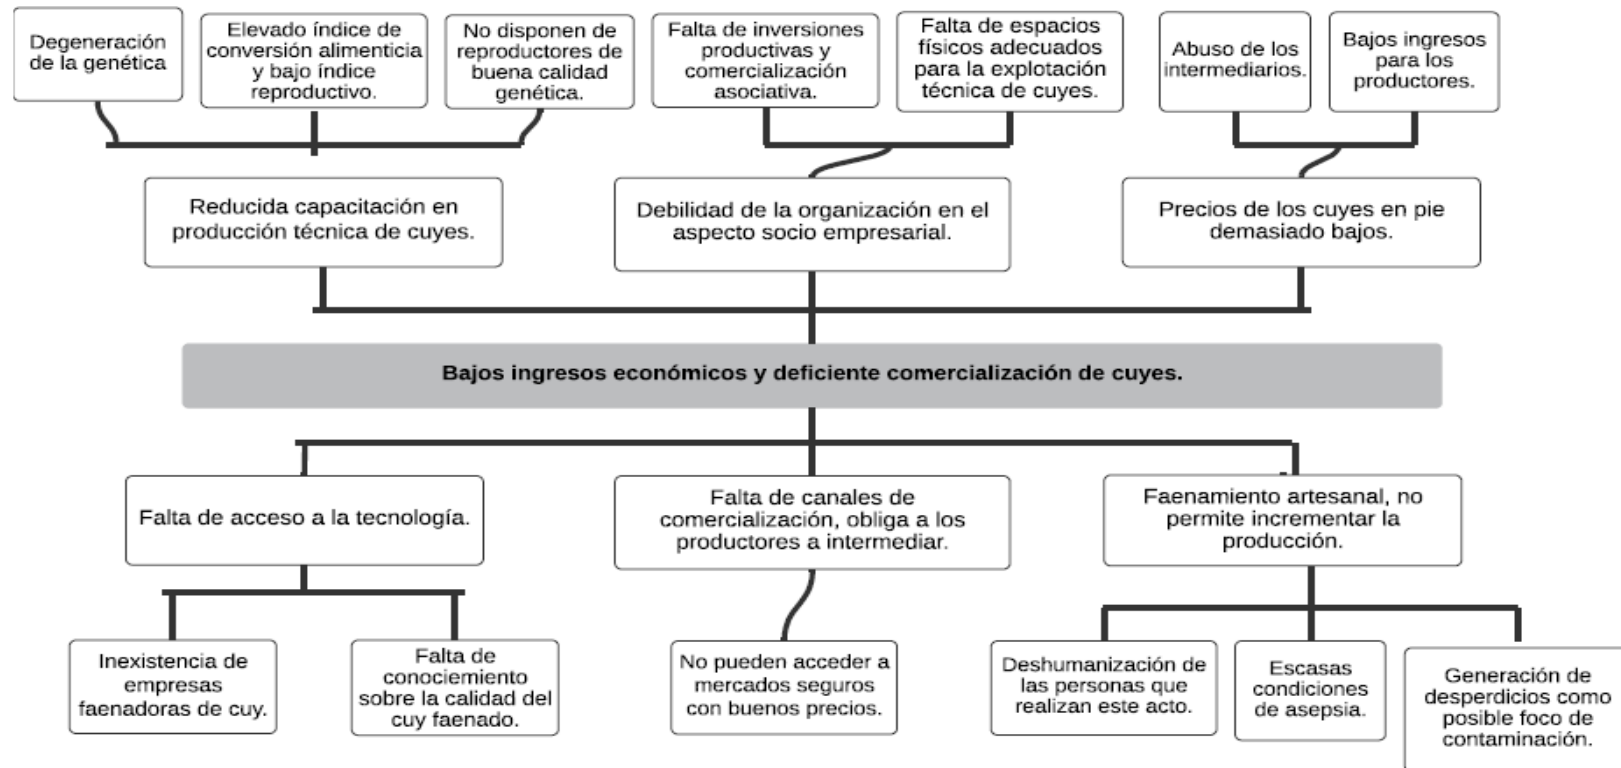 Degeneración
de la genética
Elevado índice de
conversión alimenticia
y bajo índice
reproductivo.
No disponen de
reproductores de
buena calidad
genética.
Falta de inversiones
productivas y
comercialización
asociativa.
Falta de espacios
físicos adecuados
para la explotación
técnica de cuyes.
Abuso de los
intermediarios.
Bajos ingresos
para los
productores.
Reducida capacitación en
producción técnica de cuyes.
Debilidad de la organización en el
aspecto socio empresarial.
Precios de los cuyes en pie
demasiado bajos.
Bajos ingresos económicos y deficiente comercialización de cuyes.
Falta de acceso a la tecnología.
Falta de canales de
comercialización, obliga a los
productores a intermediar.
Faenamiento artesanal, no
permite incrementar la
producción.
Inexistencia de
empresas
faenadoras de cuy.
Falta de
conociemiento
sobre la calidad del
cuy faenado.
No pueden acceder a
mercados seguros
con buenos precios.
Deshumanización de
las personas que
realizan este acto.
Escasas
condiciones
de asepsia.
Generación de
desperdicios como
posible foco de
contaminación.